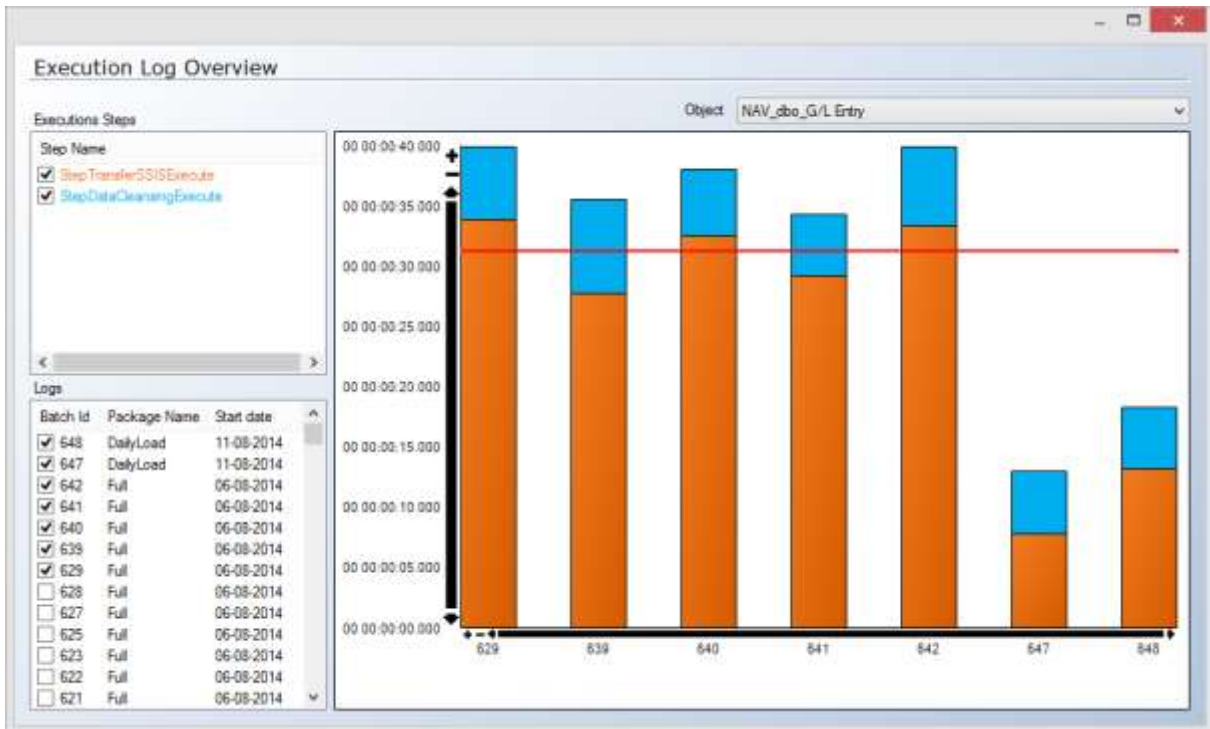 Execution Log Overview
Object NAV_dbo_G/L Entry
Executions Steps
Step Name
StepTransferSSISExecute
StepDataCleansingExecute
Logs
Batch Id Package Name Start date
648 DailyLoad 11-08-2014
647 DailyLoad 11-08-2014
642 Full 06-08-2014
641 Full 06-08-2014
640 Full 06-08-2014
639 Full 06-08-2014
629 Full 06-08-2014
628 Full 06-08-2014
627 Full 06-08-2014
625 Full 06-08-2014
623 Full 06-08-2014
622 Full 06-08-2014
621 Full 06-08-2014
00 00:00:40.000
00 00:00:35.000
00 00:00:30.000
00 00:00:25.000
00 00:00:20.000
00 00:00:15.000
00 00:00:10.000
00 00:00:05.000
00 00:00:00.000
629 639 640 641 642 647 648